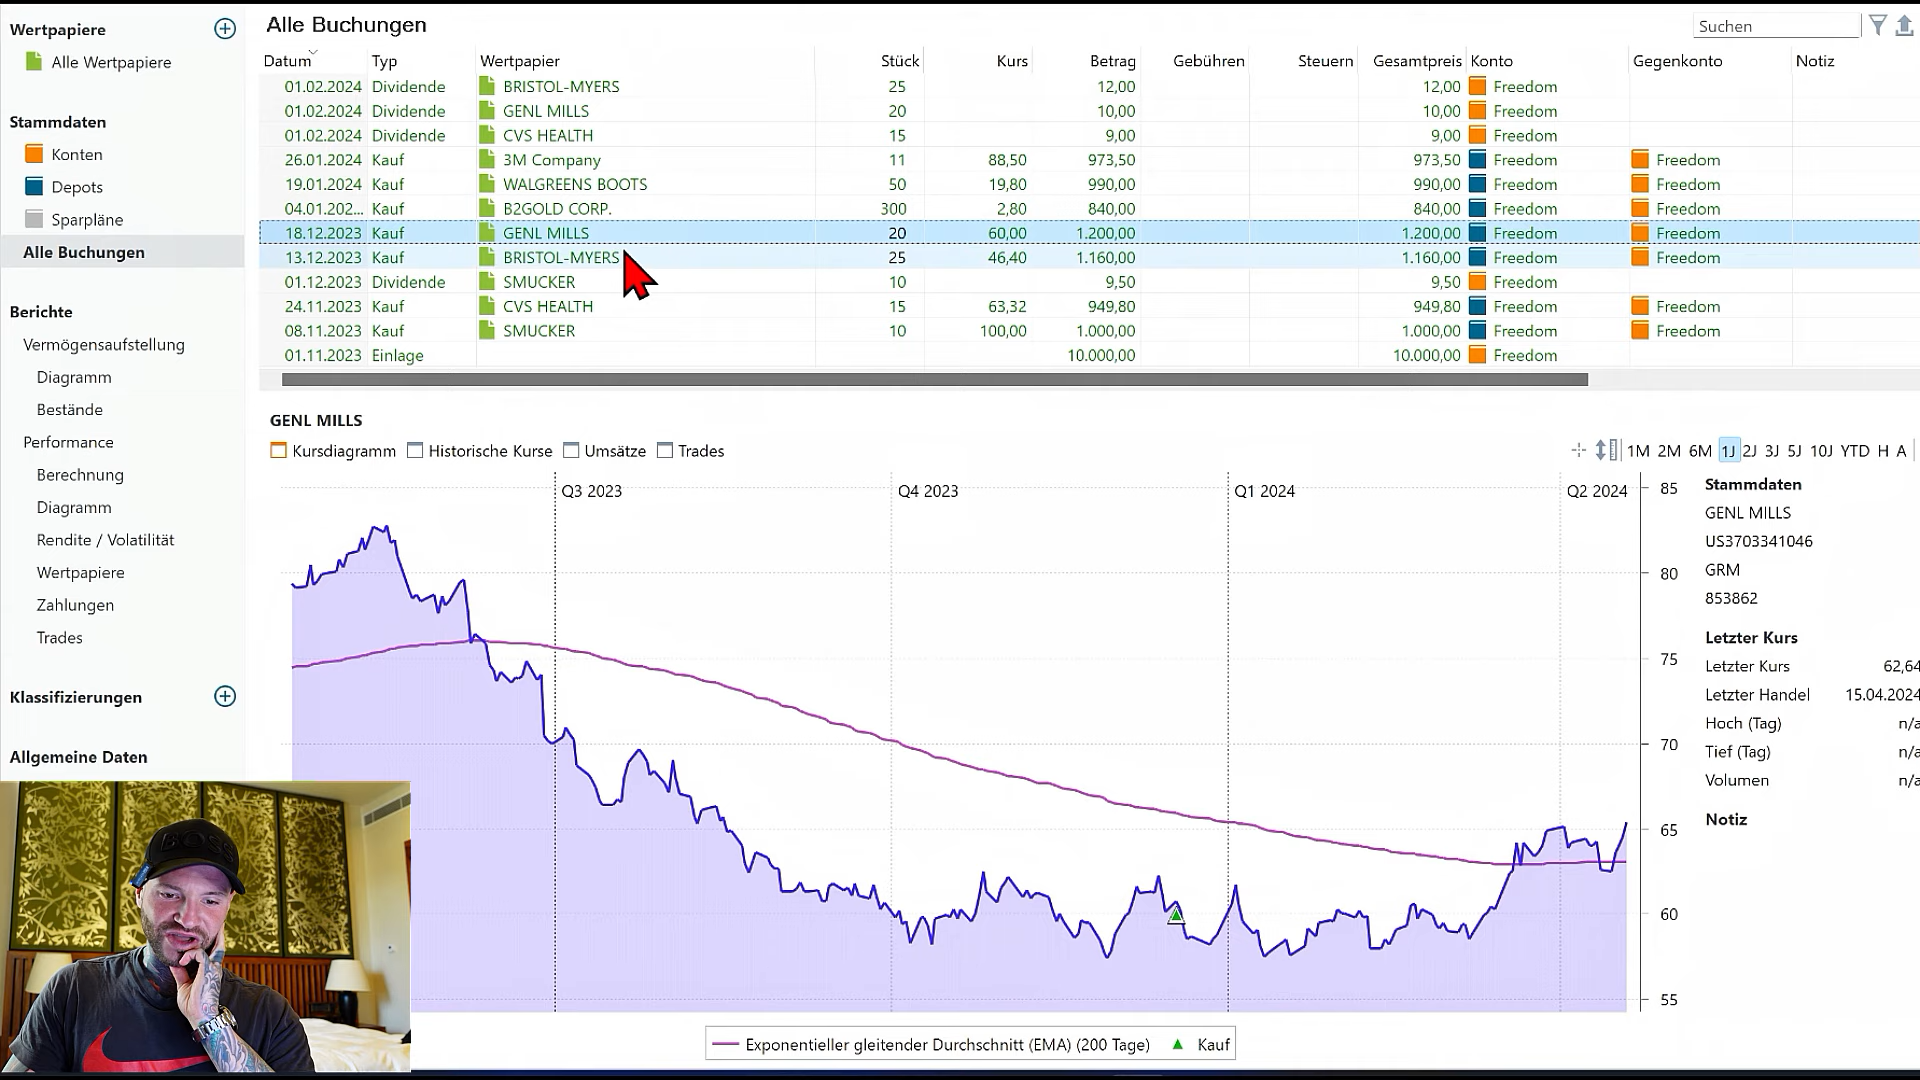 Wertpapiere
Alle Wertpapiere
Stammdaten
Konten
Depots
Sparpläne
Alle Buchungen
Berichte
Vermögensaufstellung
Diagramm
Bestände
Performance
Berechnung
Diagramm
Rendite / Volatilität
Wertpapiere
Zahlungen
Trades
Klassifizierungen
Allgemeine Daten
Alle Buchungen
Suchen
Datum Typ Wertpapier Stück Kurs Betrag Gebühren Steuern Gesamtpreis Konto Gegenkonto Notiz
01.02.2024 Dividende BRISTOL-MYERS 25 12,00 12,00 Freedom
01.02.2024 Dividende GENL MILLS 20 10,00 10,00 Freedom
01.02.2024 Dividende CVS HEALTH 15 9,00 9,00 Freedom
26.01.2024 Kauf 3M Company 11 88,50 973,50 973,50 Freedom Freedom
19.01.2024 Kauf WALGREENS BOOTS 50 19,80 990,00 990,00 Freedom Freedom
04.01.202... Kauf B2GOLD CORP. 300 2,80 840,00 840,00 Freedom Freedom
18.12.2023 Kauf GENL MILLS 20 60,00 1.200,00 1.200,00 Freedom Freedom
13.12.2023 Kauf BRISTOL-MYERS 25 46,40 1.160,00 1.160,00 Freedom Freedom
01.12.2023 Dividende SMUCKER 10 9,50 9,50 Freedom
24.11.2023 Kauf CVS HEALTH 15 63,32 949,80 949,80 Freedom Freedom
08.11.2023 Kauf SMUCKER 10 100,00 1.000,00 1.000,00 Freedom Freedom
01.11.2023 Einlage 10.000,00 10.000,00 Freedom
GENL MILLS
Kursdiagramm Historische Kurse Umsätze Trades
1M 2M 6M 1J 2J 3J 5J 10J YTD H A
Q3 2023 Q4 2023 Q1 2024 Q2 2024
85
80
75
70
65
60
55
Exponentieller gleitender Durchschnitt (EMA) (200 Tage) Kauf
Stammdaten
GENL MILLS
US3703341046
GRM
853862
Letzter Kurs
Letzter Kurs 62,64
Letzter Handel 15.04.2024
Hoch (Tag) n/a
Tief (Tag) n/a
Volumen n/a
Notiz
BOSS